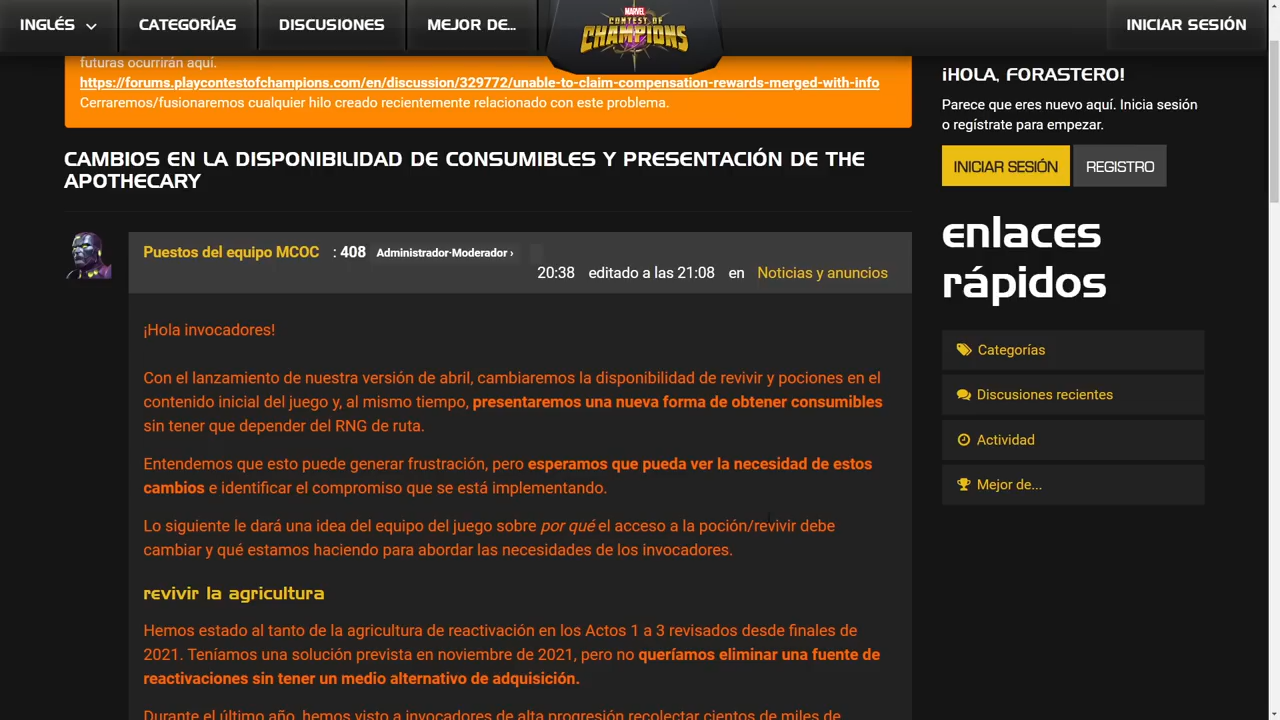 INGLÉS
CATEGORÍAS
DISCUSIONES
MEJOR DE...
MARVEL
CONTEST OF
CHAMPIONS
INICIAR SESIÓN
futuras ocurrirán aquí.
https://forums.playcontestofchampions.com/en/discussion/329772/unable-to-claim-compensation-rewards-merged-with-info
Cerraremos/fusionaremos cualquier hilo creado recientemente relacionado con este problema.
CAMBIOS EN LA DISPONIBILIDAD DE CONSUMIBLES Y PRESENTACIÓN DE THE
APOTHECARY
Puestos del equipo MCOC : 408 Administrador-Moderador ›
20:38 editado a las 21:08 en Noticias y anuncios
¡Hola invocadores!
Con el lanzamiento de nuestra versión de abril, cambiaremos la disponibilidad de revivir y pociones en el
contenido inicial del juego y, al mismo tiempo, presentaremos una nueva forma de obtener consumibles
sin tener que depender del RNG de ruta.
Entendemos que esto puede generar frustración, pero esperamos que pueda ver la necesidad de estos
cambios e identificar el compromiso que se está implementando.
Lo siguiente le dará una idea del equipo del juego sobre por qué el acceso a la poción/revivir debe
cambiar y qué estamos haciendo para abordar las necesidades de los invocadores.
revivir la agricultura
Hemos estado al tanto de la agricultura de reactivación en los Actos 1 a 3 revisados desde finales de
2021. Teníamos una solución prevista en noviembre de 2021, pero no queríamos eliminar una fuente de
reactivaciones sin tener un medio alternativo de adquisición.
Durante el último año, hemos visto a invocadores de alta progresión recolectar cientos de miles de
¡HOLA, FORASTERO!
Parece que eres nuevo aquí. Inicia sesión
o regístrate para empezar.
INICIAR SESIÓN
REGISTRO
enlaces
rápidos
Categorías
Discusiones recientes
Actividad
Mejor de...